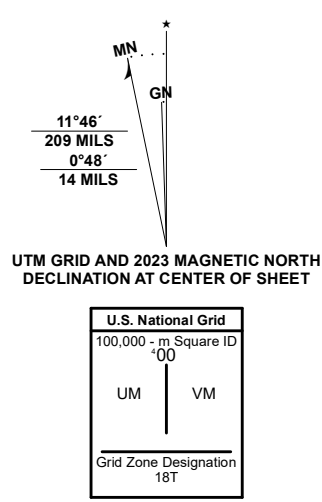 ★
MN
GN
11°46´
209 MILS
0°48´
14 MILS
UTM GRID AND 2023 MAGNETIC NORTH
DECLINATION AT CENTER OF SHEET
U.S. National Grid
100,000 - m Square ID
⁴00
UM VM
Grid Zone Designation
18T